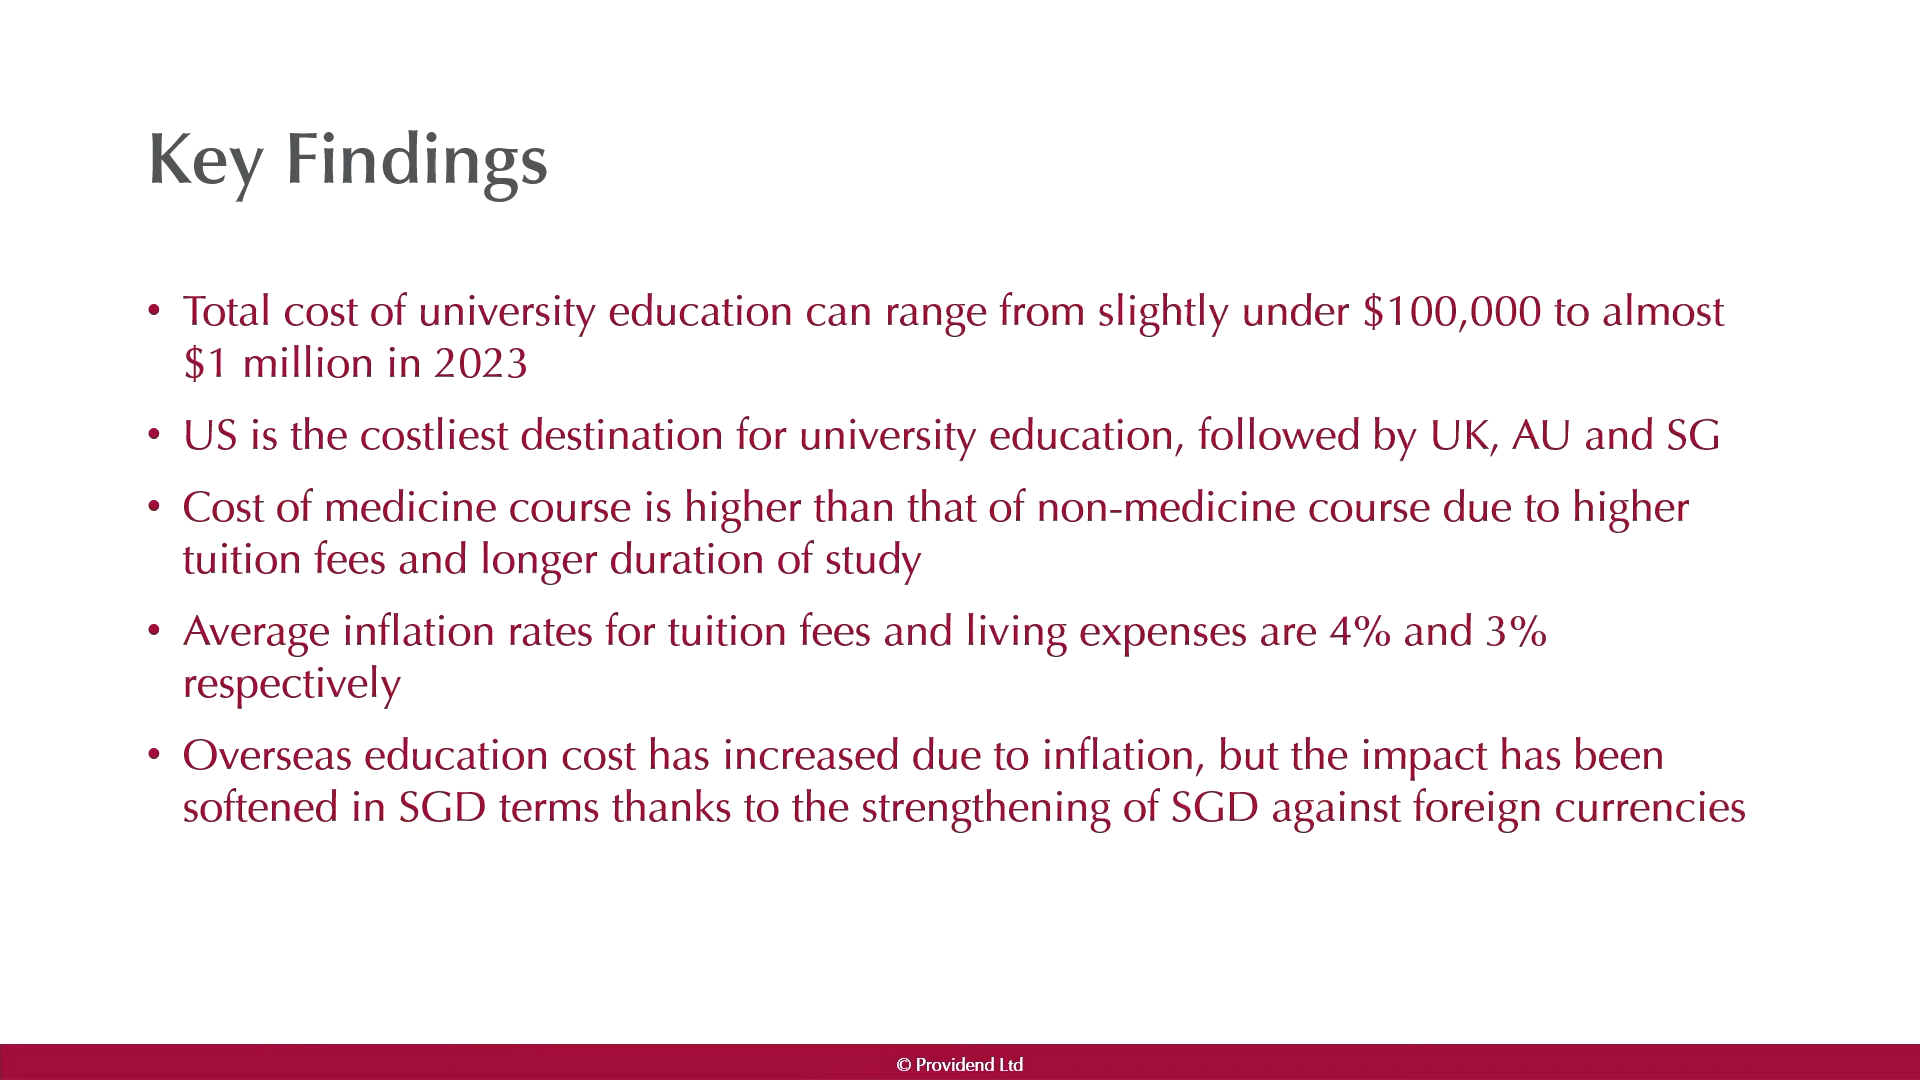 Key Findings
• Total cost of university education can range from slightly under $100,000 to almost
$1 million in 2023
• US is the costliest destination for university education, followed by UK, AU and SG
• Cost of medicine course is higher than that of non-medicine course due to higher
tuition fees and longer duration of study
• Average inflation rates for tuition fees and living expenses are 4% and 3%
respectively
• Overseas education cost has increased due to inflation, but the impact has been
softened in SGD terms thanks to the strengthening of SGD against foreign currencies
© Providend Ltd